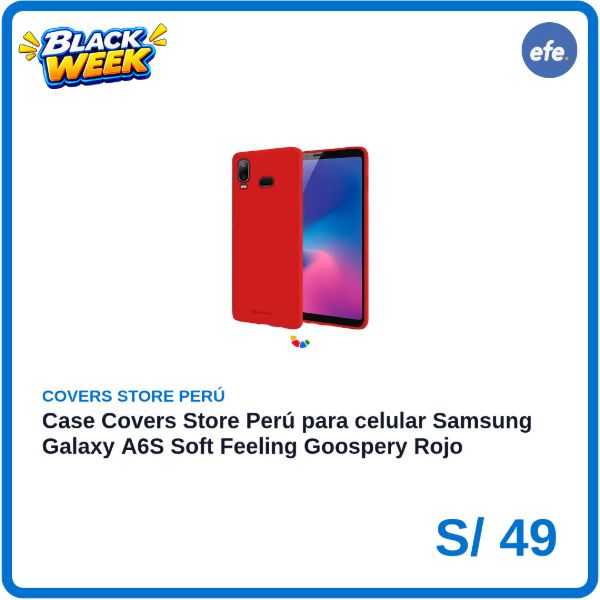 BLACK
WEEK
efe.
COVERS STORE PERÚ
Case Covers Store Perú para celular Samsung
Galaxy A6S Soft Feeling Goospery Rojo
S/ 49